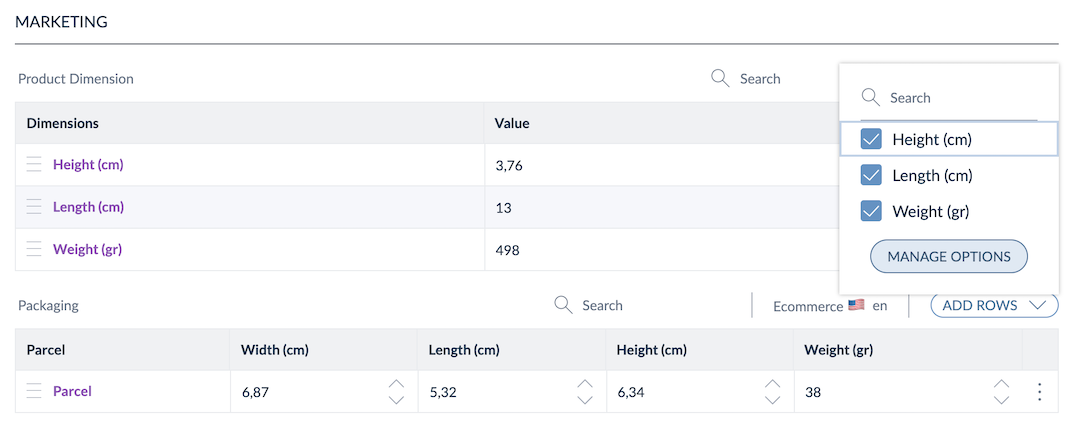 MARKETING
Product Dimension Search
Search
Dimensions Value
Height (cm)
Height (cm) 3,76
Length (cm)
Length (cm) 13
Weight (gr)
Weight (gr) 498
MANAGE OPTIONS
Packaging Search Ecommerce en ADD ROWS
Parcel Width (cm) Length (cm) Height (cm) Weight (gr)
Parcel 6,87 5,32 6,34 38